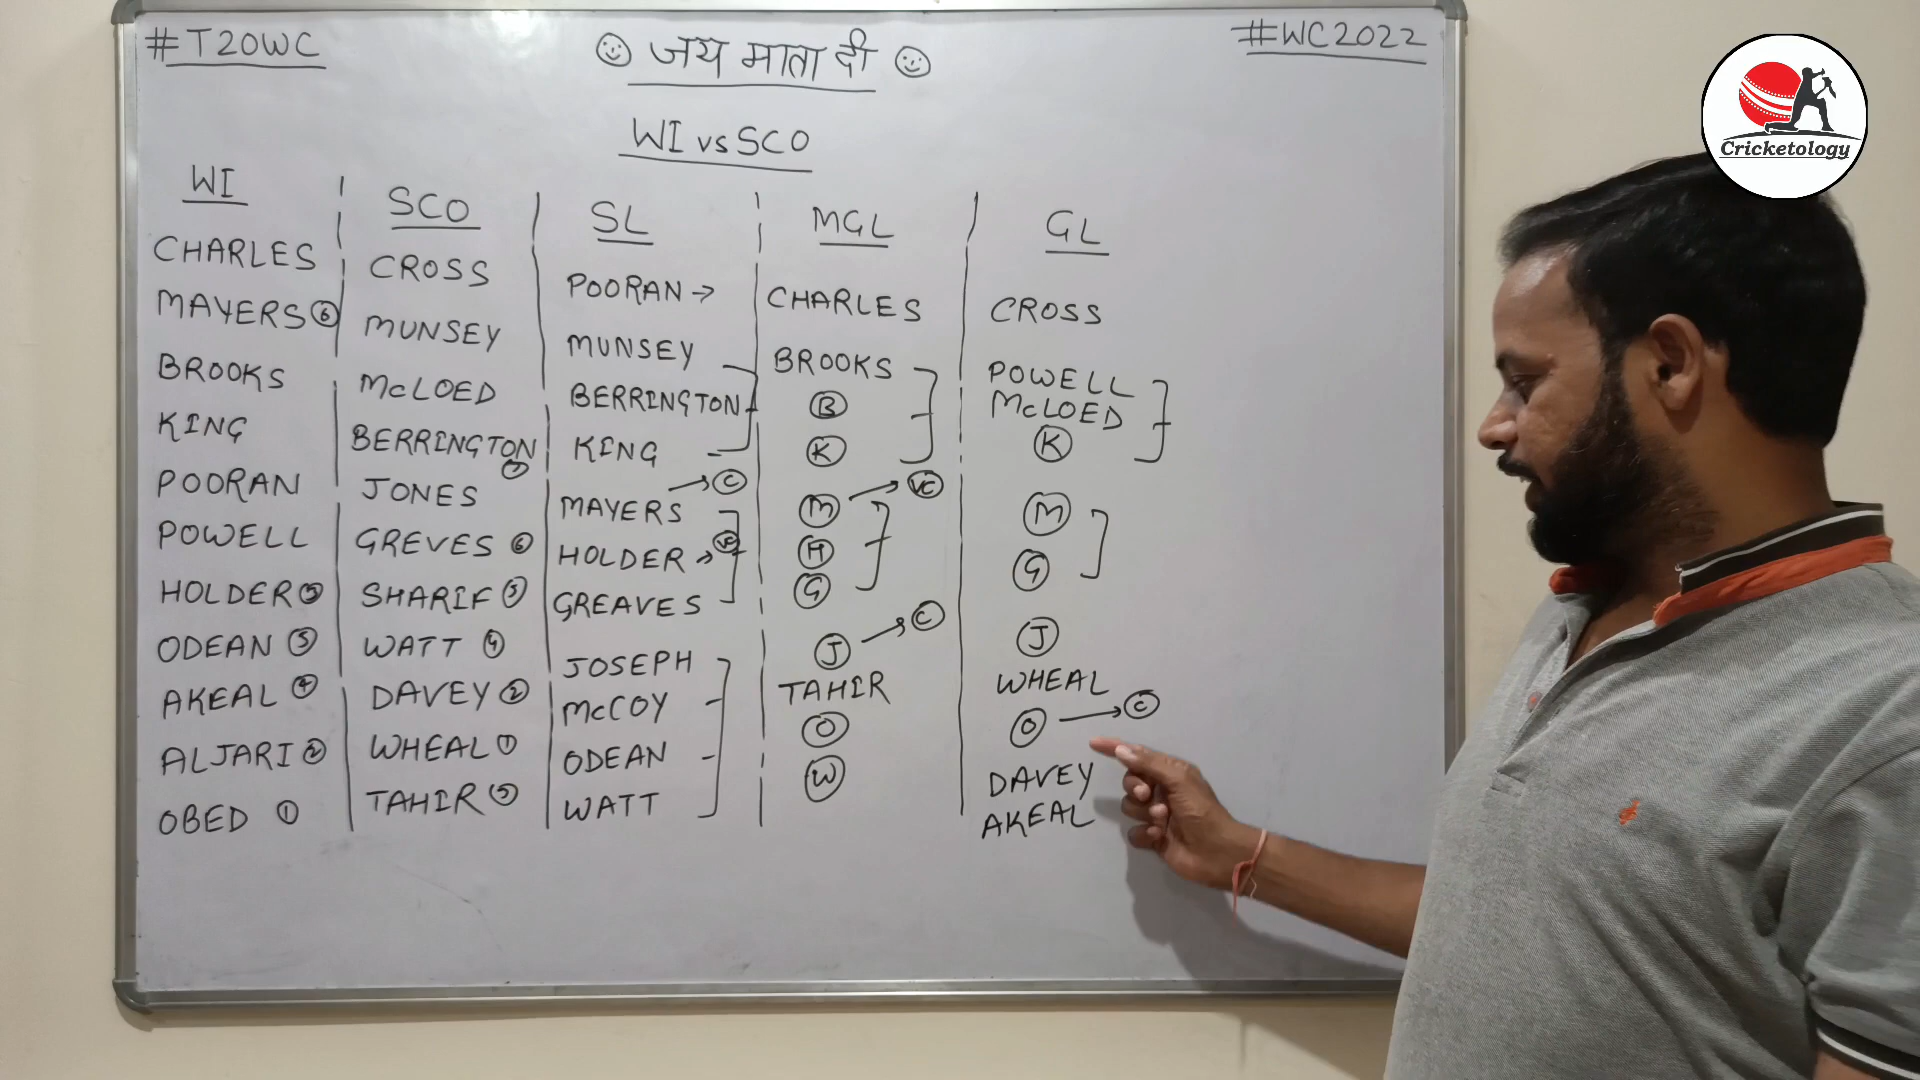 #T20WC
☺ जय माता दी ☺
#WC2022
Cricketology
WI vs SCO
WI
CHARLES
MAYERS ⑥
BROOKS
KING
POORAN
POWELL
HOLDER ⑤
ODEAN ③
AKEAL ④
ALJARI ②
OBED ①
SCO
CROSS
MUNSEY
McLOED
BERRINGTON
JONES
GREVES ⑥
SHARIF ③
WATT ④
DAVEY ②
WHEAL ①
TAHIR ⑤
SL
POORAN →
MUNSEY
BERRINGTON
KING
MAYERS → C
HOLDER → VC
GREAVES
JOSEPH
McCOY
ODEAN
WATT
MGL
CHARLES
BROOKS
B
K
M → VC
H
G
J → C
TAHIR
O
W
GL
CROSS
POWELL
McLOED
K
M
G
J
WHEAL
O → C
DAVEY
AKEAL